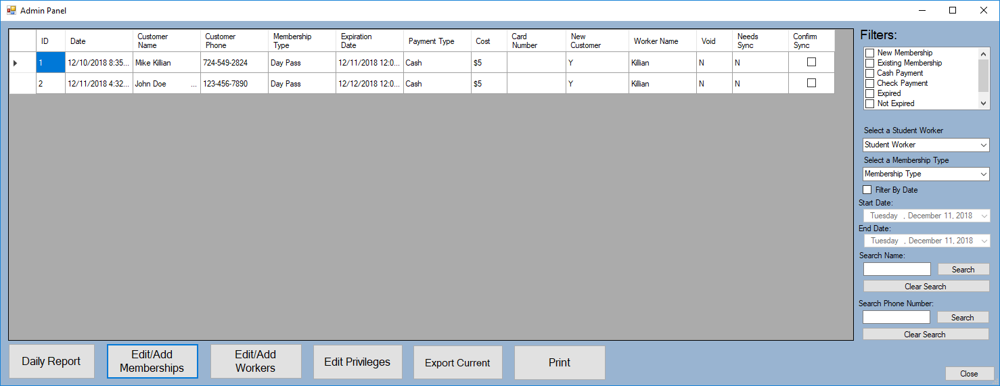 Admin Panel
ID Date Customer Name Customer Phone Membership Type Expiration Date Payment Type Cost Card Number New Customer Worker Name Void Needs Sync Confirm Sync
1 12/10/2018 8:35... Mike Killian 724-549-2824 Day Pass 12/11/2018 12:0... Cash $5 Y Killian N N
2 12/11/2018 4:32... John Doe ... 123-456-7890 Day Pass 12/12/2018 12:0... Cash $5 Y Killian N N
Filters:
New Membership
Existing Membership
Cash Payment
Check Payment
Expired
Not Expired
Select a Student Worker
Student Worker
Select a Membership Type
Membership Type
Filter By Date
Start Date:
Tuesday , December 11, 2018
End Date:
Tuesday , December 11, 2018
Search Name:
Search
Clear Search
Search Phone Number:
Search
Clear Search
Daily Report
Edit/Add
Memberships
Edit/Add
Workers
Edit Privileges
Export Current
Print
Close